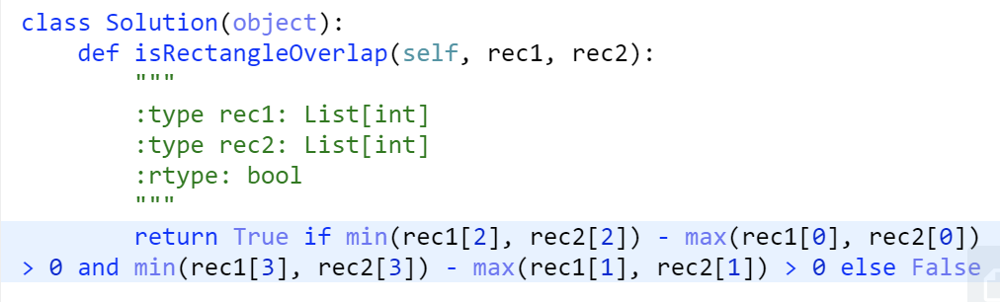 class Solution(object):
    def isRectangleOverlap(self, rec1, rec2):
        """
        :type rec1: List[int]
        :type rec2: List[int]
        :rtype: bool
        """
        return True if min(rec1[2], rec2[2]) - max(rec1[0], rec2[0])
> 0 and min(rec1[3], rec2[3]) - max(rec1[1], rec2[1]) > 0 else False